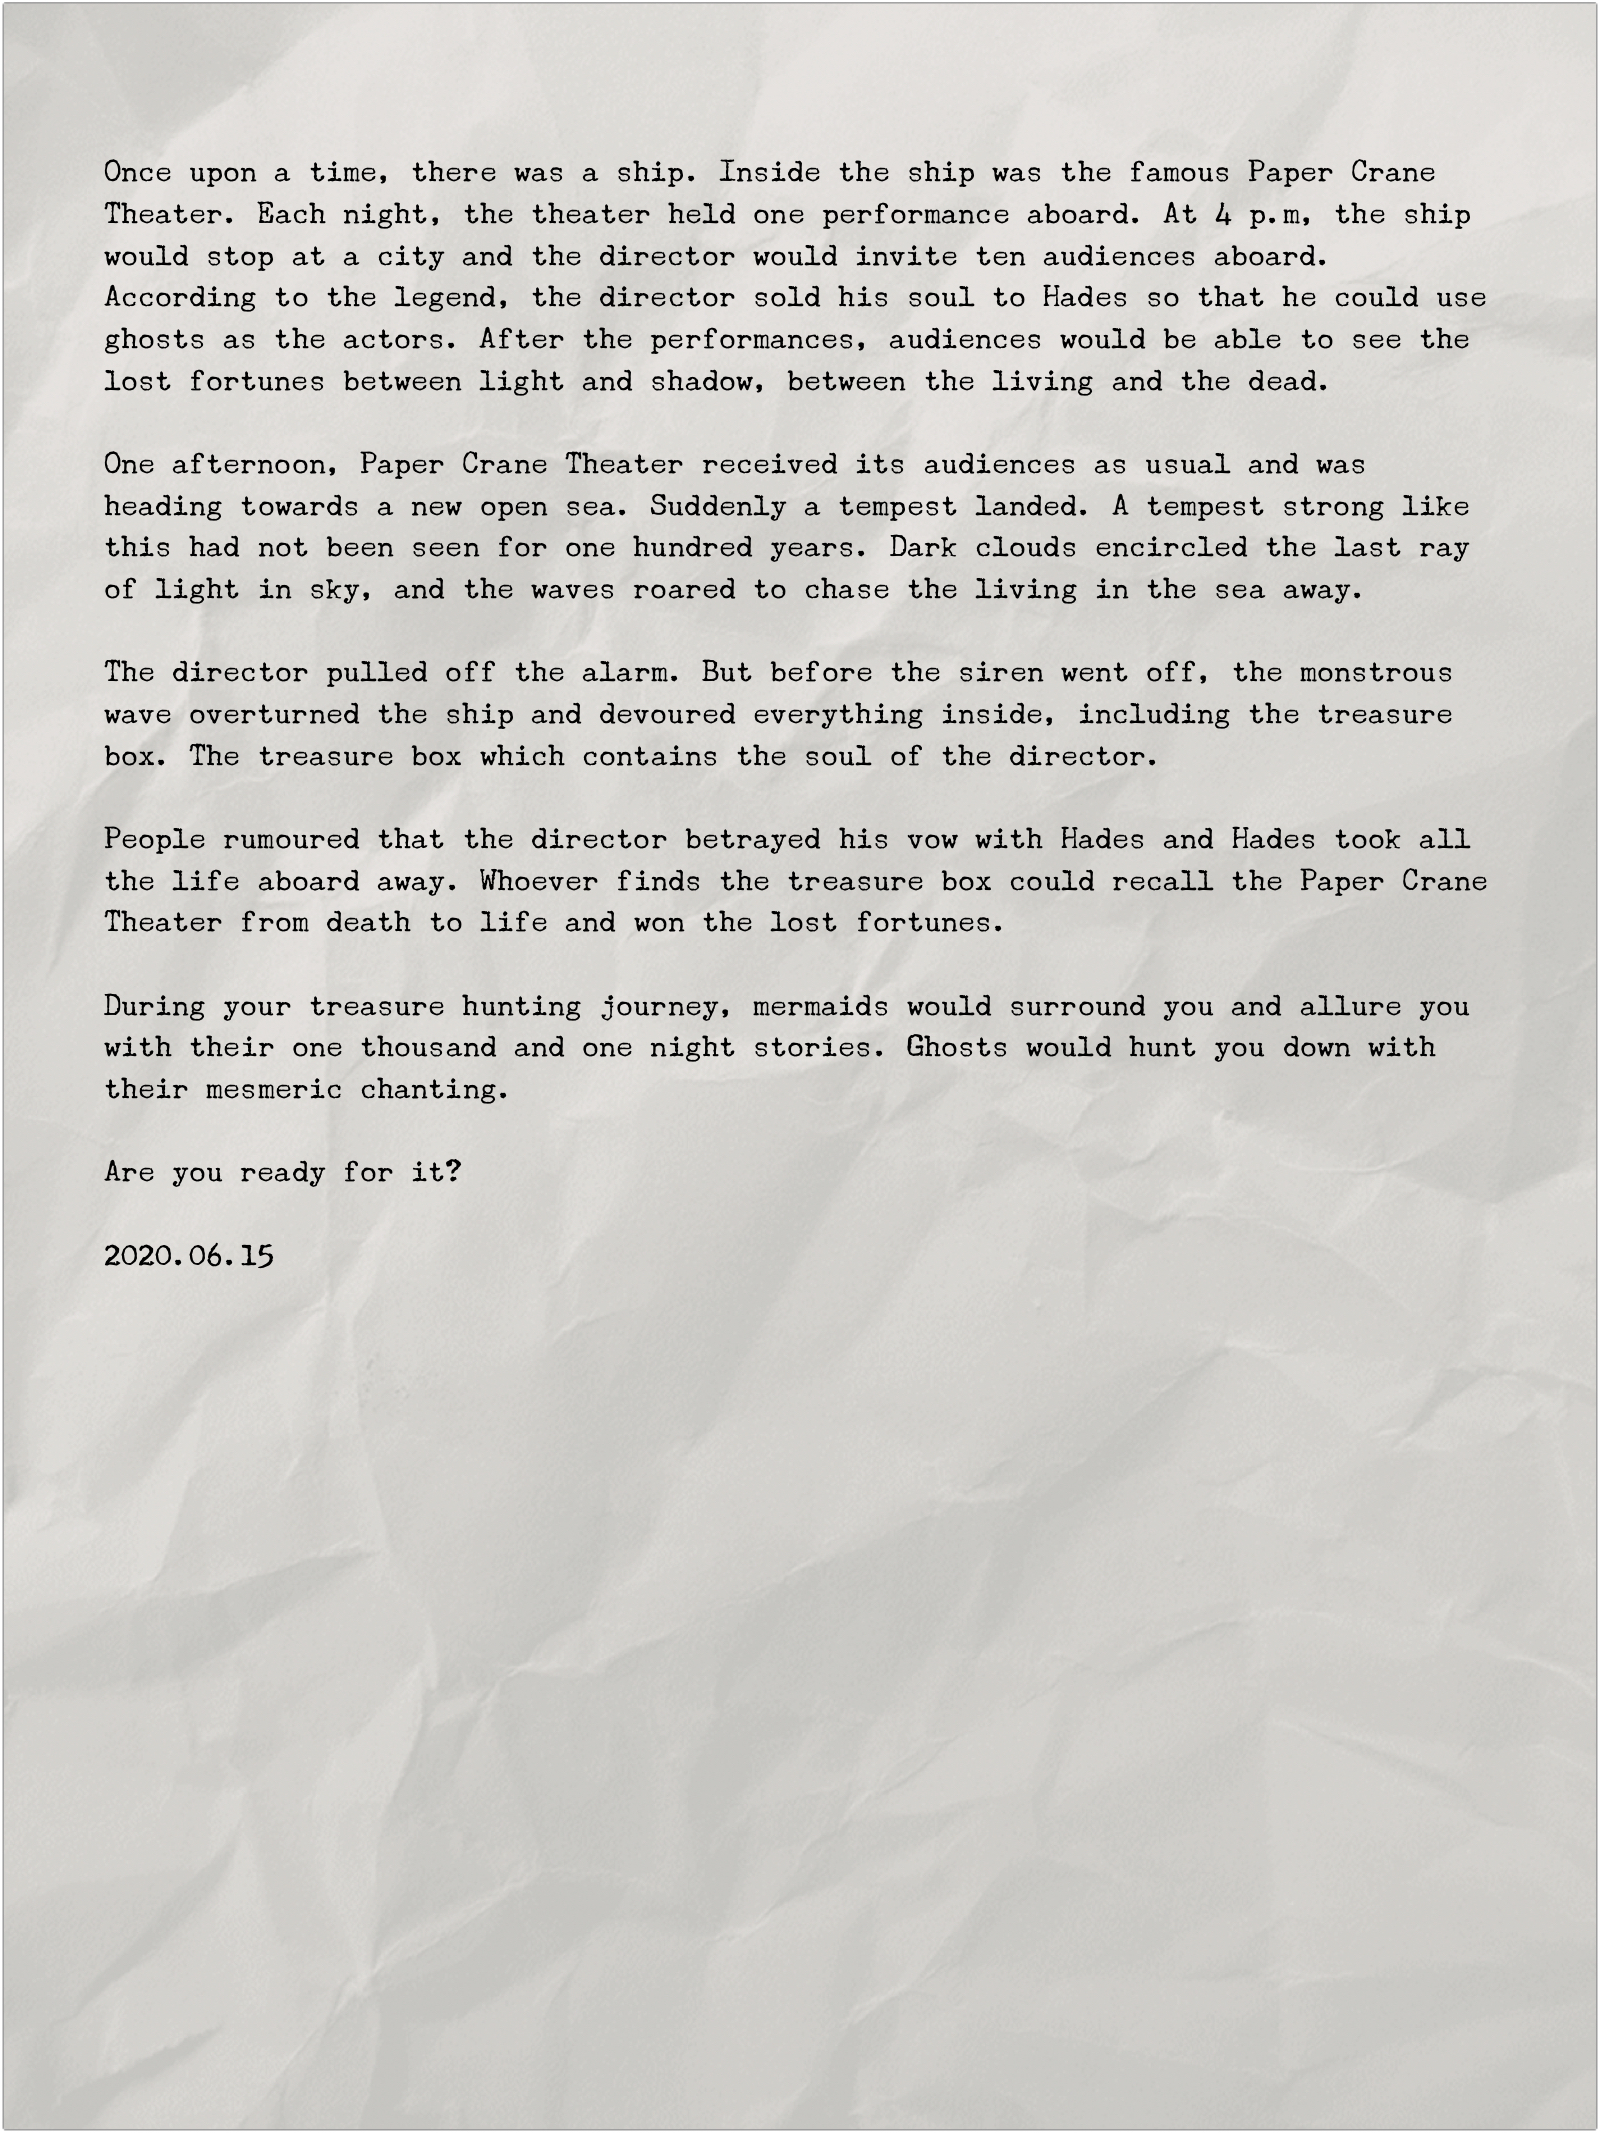 Once upon a time, there was a ship. Inside the ship was the famous Paper Crane
Theater. Each night, the theater held one performance aboard. At 4 p.m, the ship
would stop at a city and the director would invite ten audiences aboard.
According to the legend, the director sold his soul to Hades so that he could use
ghosts as the actors. After the performances, audiences would be able to see the
lost fortunes between light and shadow, between the living and the dead.

One afternoon, Paper Crane Theater received its audiences as usual and was
heading towards a new open sea. Suddenly a tempest landed. A tempest strong like
this had not been seen for one hundred years. Dark clouds encircled the last ray
of light in sky, and the waves roared to chase the living in the sea away.

The director pulled off the alarm. But before the siren went off, the monstrous
wave overturned the ship and devoured everything inside, including the treasure
box. The treasure box which contains the soul of the director.

People rumoured that the director betrayed his vow with Hades and Hades took all
the life aboard away. Whoever finds the treasure box could recall the Paper Crane
Theater from death to life and won the lost fortunes.

During your treasure hunting journey, mermaids would surround you and allure you
with their one thousand and one night stories. Ghosts would hunt you down with
their mesmeric chanting.

Are you ready for it?

2020.06.15